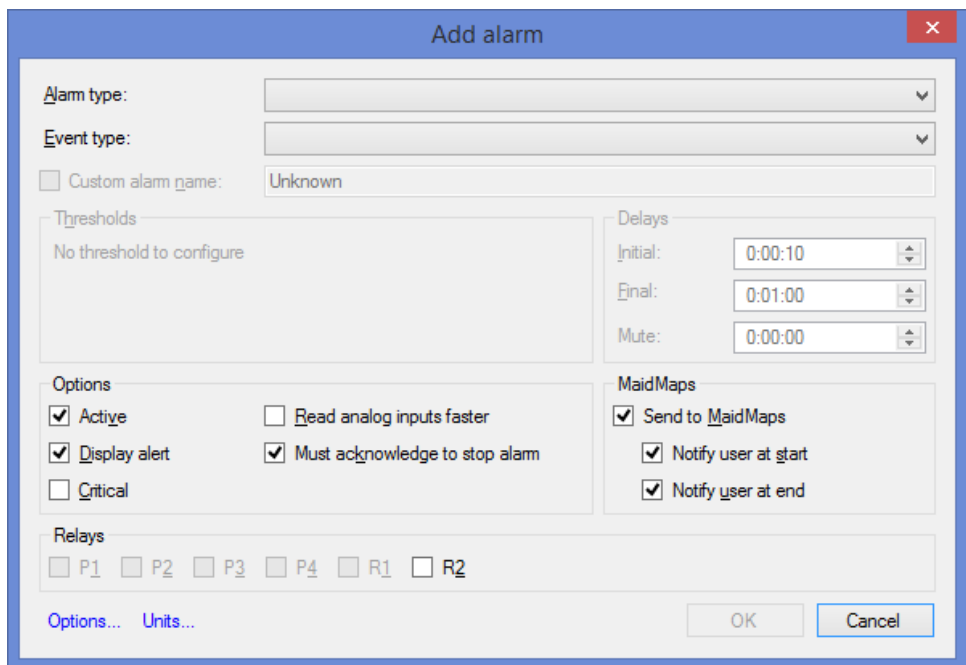 Add alarm
Alarm type:
Event type:
Custom alarm name: Unknown
Thresholds
No threshold to configure
Delays
Initial: 0:00:10
Final: 0:01:00
Mute: 0:00:00
Options
Active Read analog inputs faster
Display alert Must acknowledge to stop alarm
Critical
MaidMaps
Send to MaidMaps
Notify user at start
Notify user at end
Relays
P1 P2 P3 P4 R1 R2
Options... Units... OK Cancel